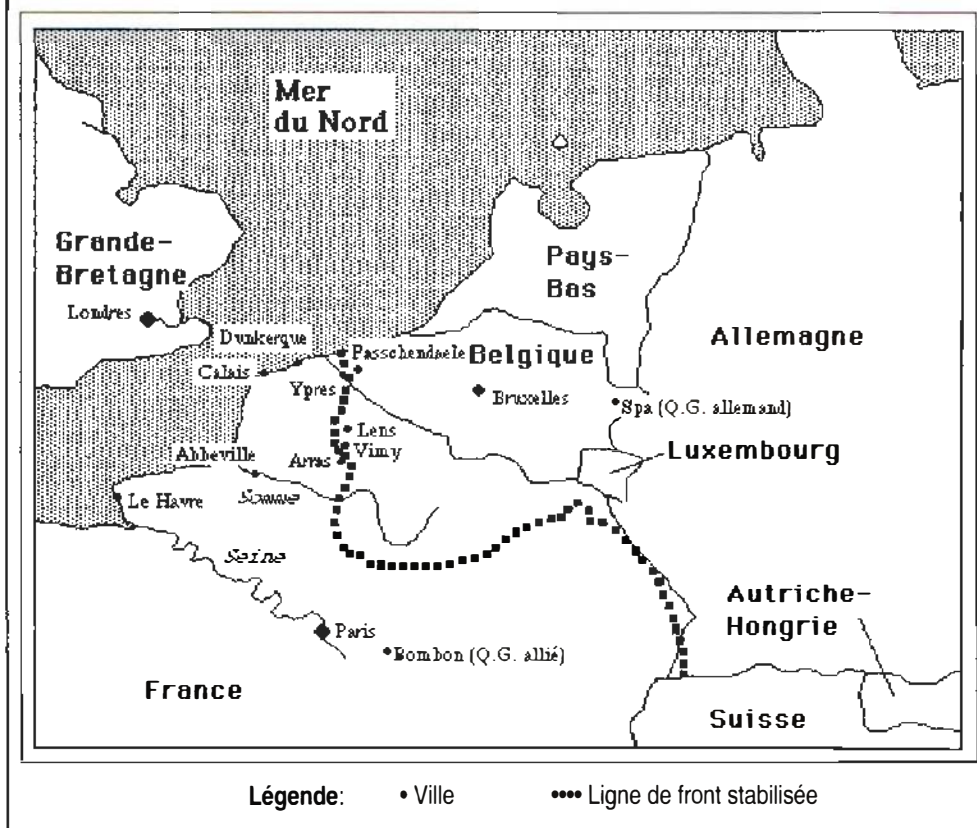 Mer
du Nord
Grande-
Bretagne
Londres
Pays-
Bas
Allemagne
Dunkerque
Passchendaele
Belgique
Calais
Ypres
Bruxelles
Spa (Q.G. allemand)
Lens
Vimy
Luxembourg
Abbeville
Arras
Somme
Le Havre
Seine
Autriche-
Hongrie
Paris
Bombon (Q.G. allié)
France
Suisse
Légende: • Ville •••• Ligne de front stabilisée